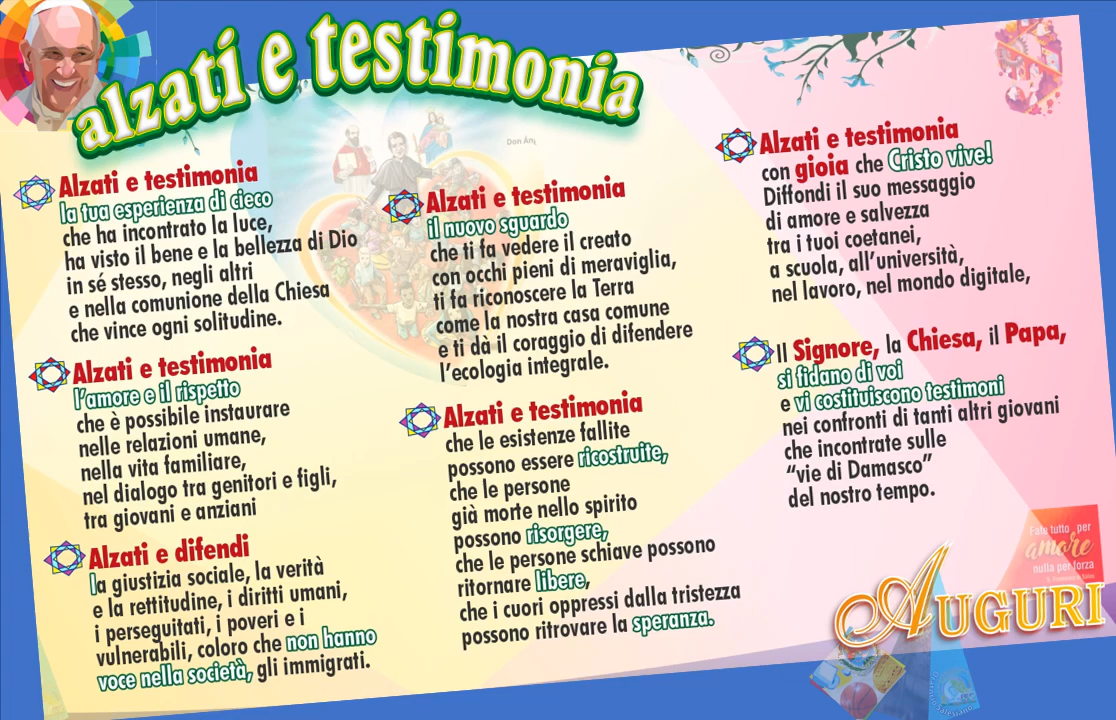 alzati e testimonia
Alzati e testimonia
la tua esperienza di cieco
che ha incontrato la luce,
ha visto il bene e la bellezza di Dio
in sé stesso, negli altri
e nella comunione della Chiesa
che vince ogni solitudine.
Alzati e testimonia
l'amore e il rispetto
che è possibile instaurare
nelle relazioni umane,
nella vita familiare,
nel dialogo tra genitori e figli,
tra giovani e anziani
Alzati e difendi
la giustizia sociale, la verità
e la rettitudine, i diritti umani,
i perseguitati, i poveri e i
vulnerabili, coloro che non hanno
voce nella società, gli immigrati.
Don Áng
Alzati e testimonia
il nuovo sguardo
che ti fa vedere il creato
con occhi pieni di meraviglia,
ti fa riconoscere la Terra
come la nostra casa comune
e ti dà il coraggio di difendere
l'ecologia integrale.
Alzati e testimonia
che le esistenze fallite
possono essere ricostruite,
che le persone
già morte nello spirito
possono risorgere,
che le persone schiave possono
ritornare libere,
che i cuori oppressi dalla tristezza
possono ritrovare la speranza.
Alzati e testimonia
con gioia che Cristo vive!
Diffondi il suo messaggio
di amore e salvezza
tra i tuoi coetanei,
a scuola, all'università,
nel lavoro, nel mondo digitale,
Il Signore, la Chiesa, il Papa,
si fidano di voi
e vi costituiscono testimoni
nei confronti di tanti altri giovani
che incontrate sulle
"vie di Damasco"
del nostro tempo.
Fate tutto per
amore
nulla per forza
AUGURI